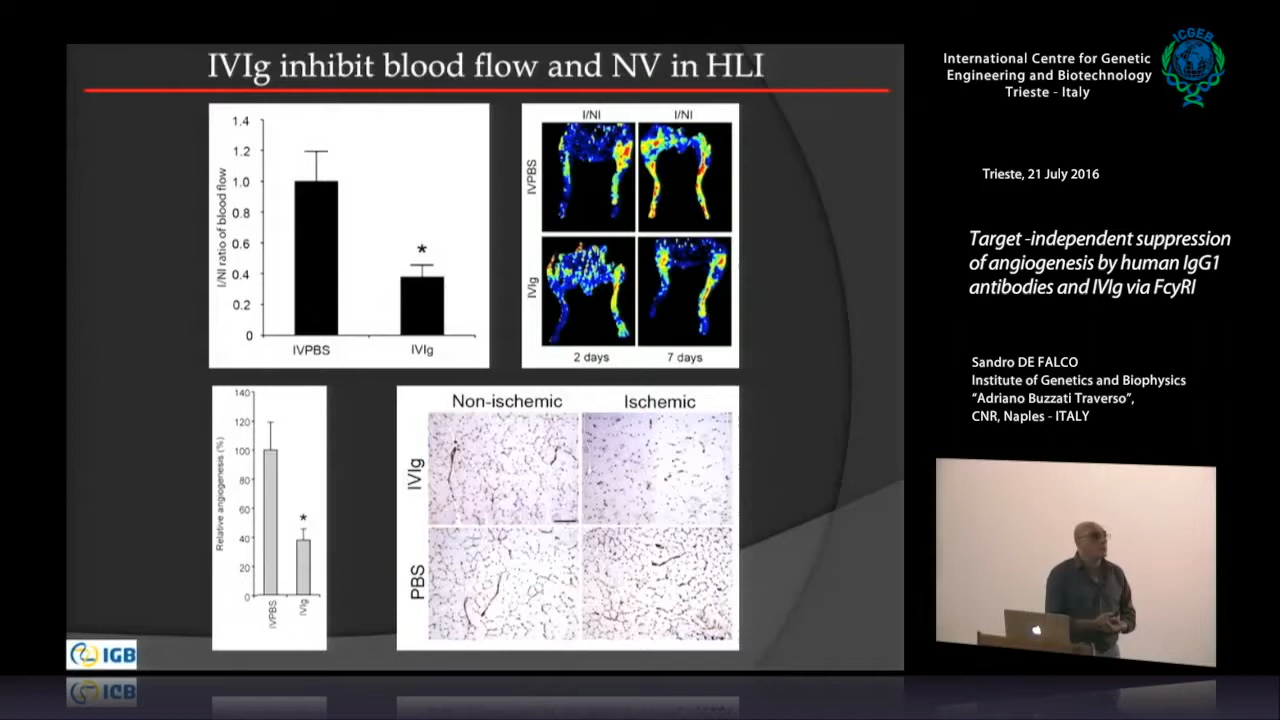 IVIg inhibit blood flow and NV in HLI
I/NI ratio of blood flow
1.4
1.2
1.0
0.8
0.6
0.4
0.2
0
*
IVPBS
IVIg
I/NI
I/NI
IVPBS
IVIg
2 days
7 days
Relative angiogenesis (%)
140
120
100
80
60
40
20
0
*
IVPBS
IVIg
Non-ischemic
Ischemic
IVIg
PBS
IGB
International Centre for Genetic
Engineering and Biotechnology
Trieste - Italy
ICGEB
Trieste, 21 July 2016
Target -independent suppression
of angiogenesis by human IgG1
antibodies and IVIg via FcyRI
Sandro DE FALCO
Institute of Genetics and Biophysics
“Adriano Buzzati Traverso”,
CNR, Naples - ITALY